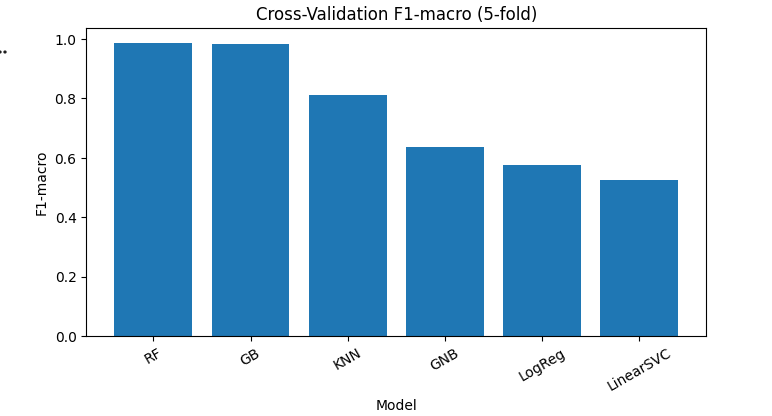 Cross-Validation F1-macro (5-fold)
..
1.0
0.8
0.6
0.4
0.2
0.0
F1-macro
RF
GB
KNN
GNB
LogReg
LinearSVC
Model